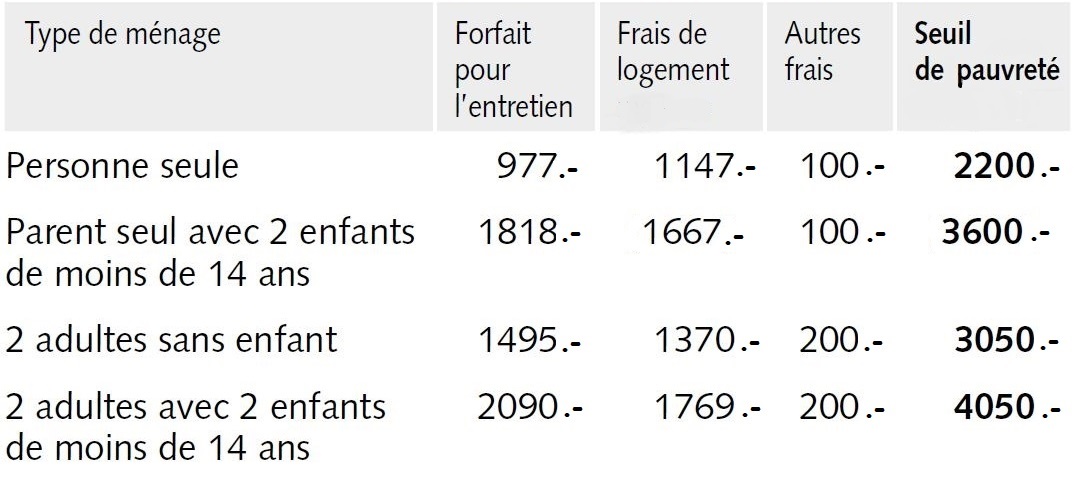 Type de ménage Forfait pour l'entretien Frais de logement Autres frais Seuil de pauvreté
Personne seule 977.- 1147.- 100.- 2200.-
Parent seul avec 2 enfants 1818.- 1667.- 100.- 3600.-
de moins de 14 ans
2 adultes sans enfant 1495.- 1370.- 200.- 3050.-
2 adultes avec 2 enfants 2090.- 1769.- 200.- 4050.-
de moins de 14 ans